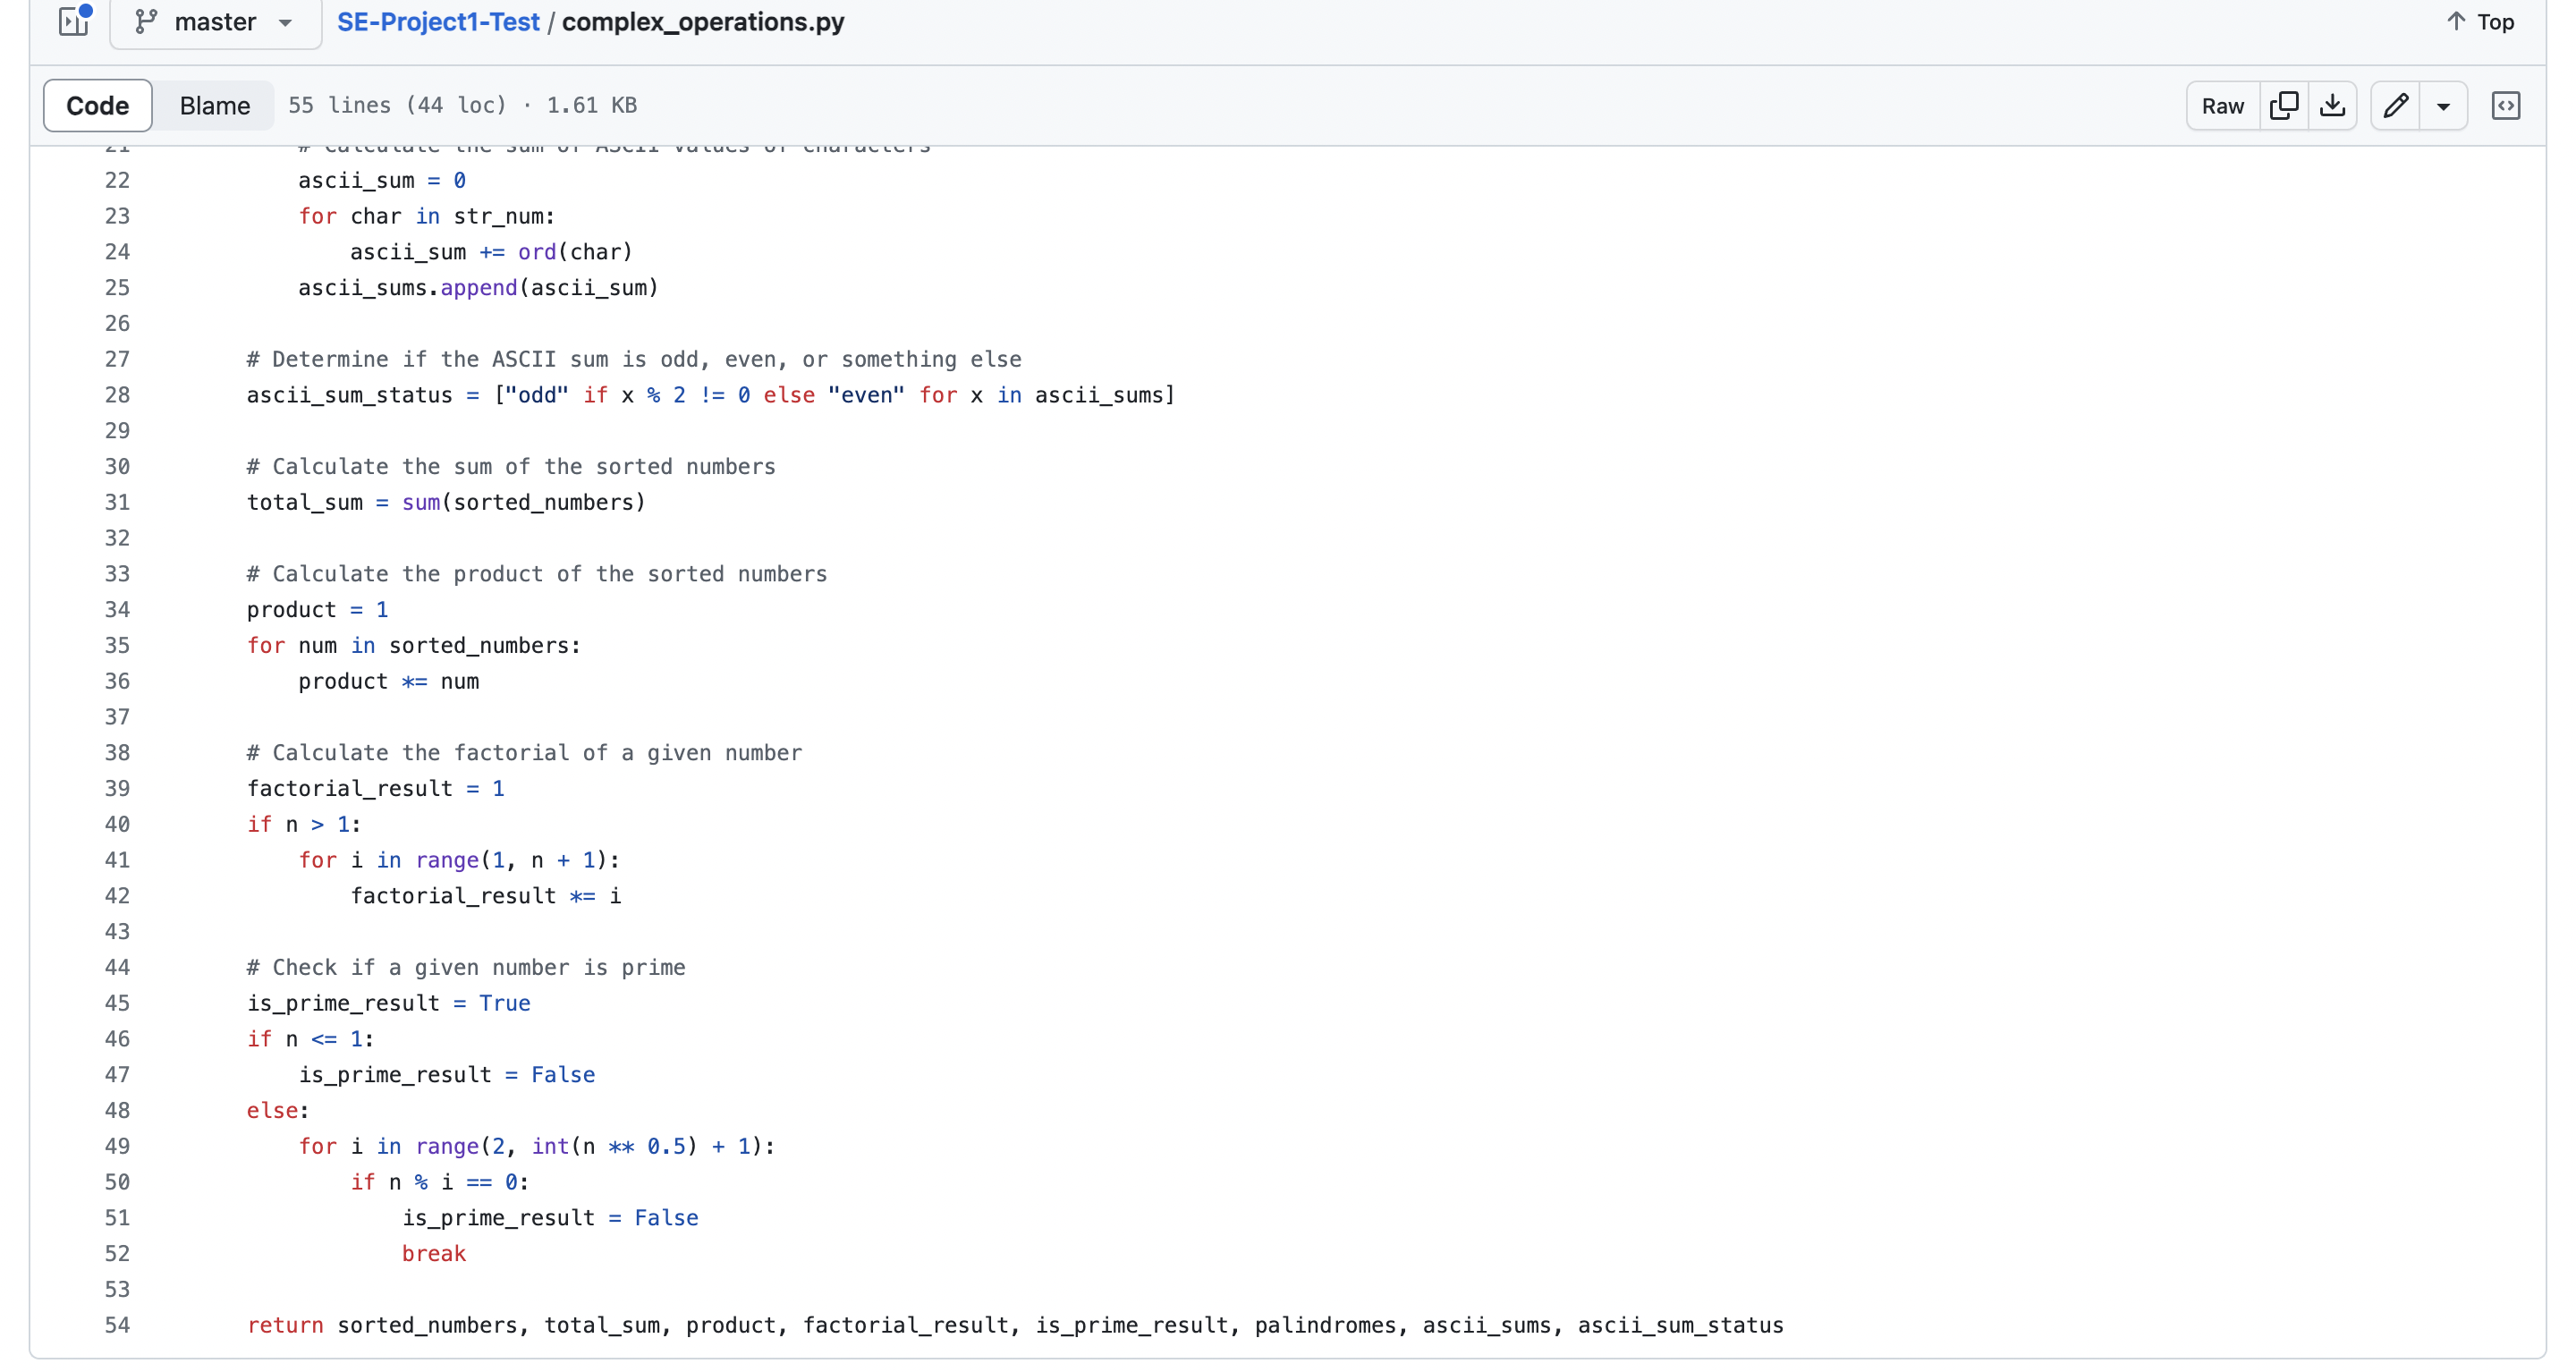 master SE-Project1-Test / complex_operations.py Top
Code Blame 55 lines (44 loc) · 1.61 KB Raw
21 # Calculate the sum of ASCII values of characters
22 ascii_sum = 0
23 for char in str_num:
24 ascii_sum += ord(char)
25 ascii_sums.append(ascii_sum)
26
27 # Determine if the ASCII sum is odd, even, or something else
28 ascii_sum_status = ["odd" if x % 2 != 0 else "even" for x in ascii_sums]
29
30 # Calculate the sum of the sorted numbers
31 total_sum = sum(sorted_numbers)
32
33 # Calculate the product of the sorted numbers
34 product = 1
35 for num in sorted_numbers:
36 product *= num
37
38 # Calculate the factorial of a given number
39 factorial_result = 1
40 if n > 1:
41 for i in range(1, n + 1):
42 factorial_result *= i
43
44 # Check if a given number is prime
45 is_prime_result = True
46 if n <= 1:
47 is_prime_result = False
48 else:
49 for i in range(2, int(n ** 0.5) + 1):
50 if n % i == 0:
51 is_prime_result = False
52 break
53
54 return sorted_numbers, total_sum, product, factorial_result, is_prime_result, palindromes, ascii_sums, ascii_sum_status